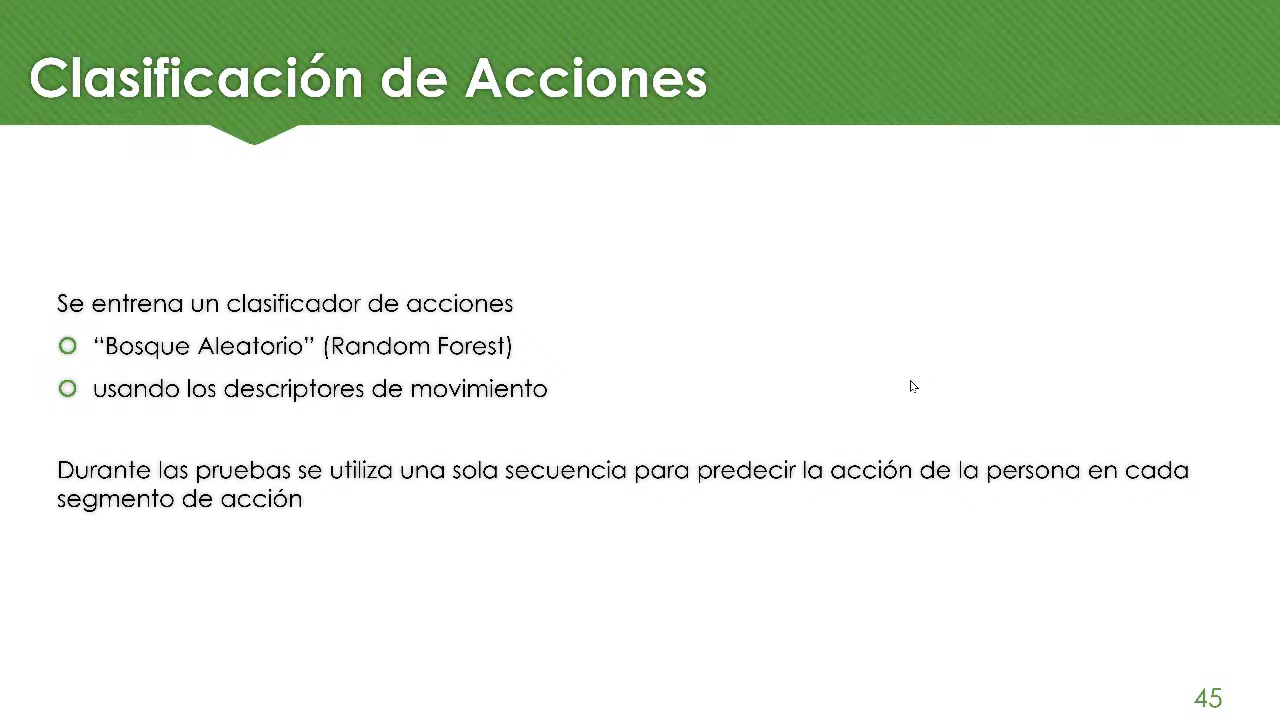 Clasificación de Acciones
Se entrena un clasificador de acciones
“Bosque Aleatorio” (Random Forest)
usando los descriptores de movimiento
Durante las pruebas se utiliza una sola secuencia para predecir la acción de la persona en cada
segmento de acción
45